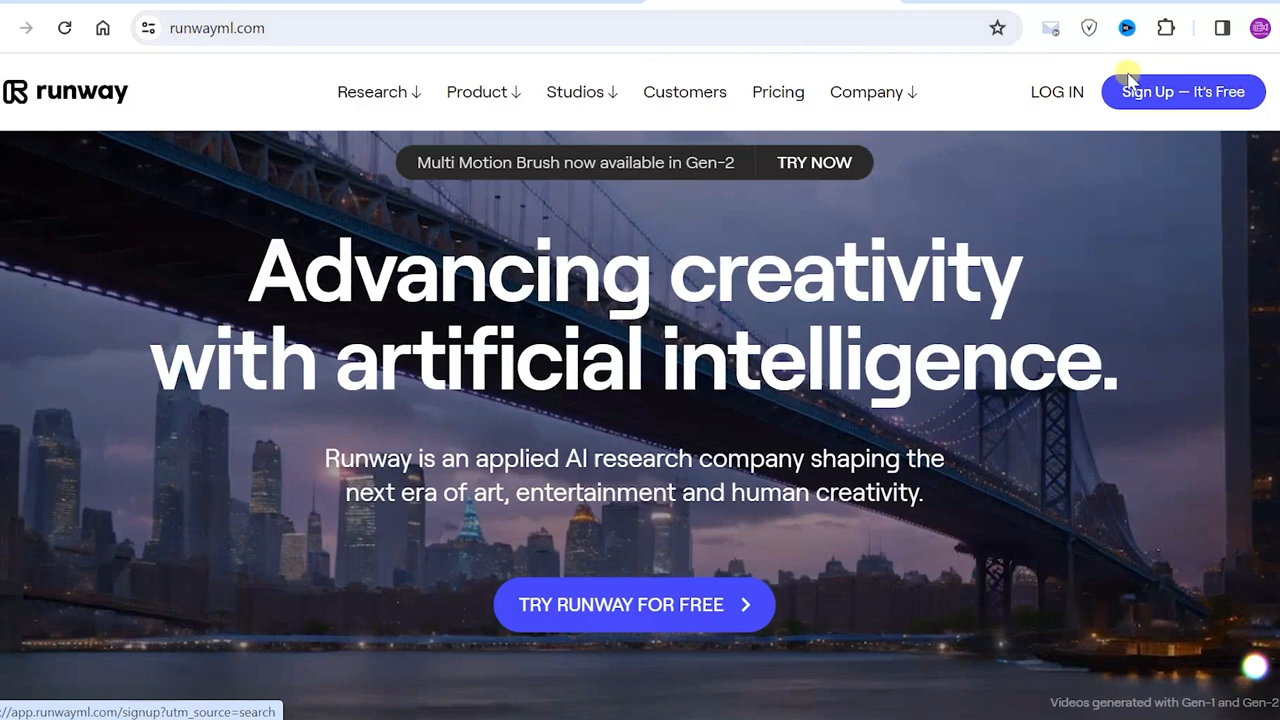 runwayml.com
runway
Research ↓ Product ↓ Studios ↓ Customers Pricing Company ↓ LOG IN Sign Up — It's Free
Multi Motion Brush now available in Gen-2 TRY NOW
Advancing creativity
with artificial intelligence.
Runway is an applied AI research company shaping the
next era of art, entertainment and human creativity.
TRY RUNWAY FOR FREE
Videos generated with Gen-1 and Gen-2
://app.runwayml.com/signup?utm_source=search